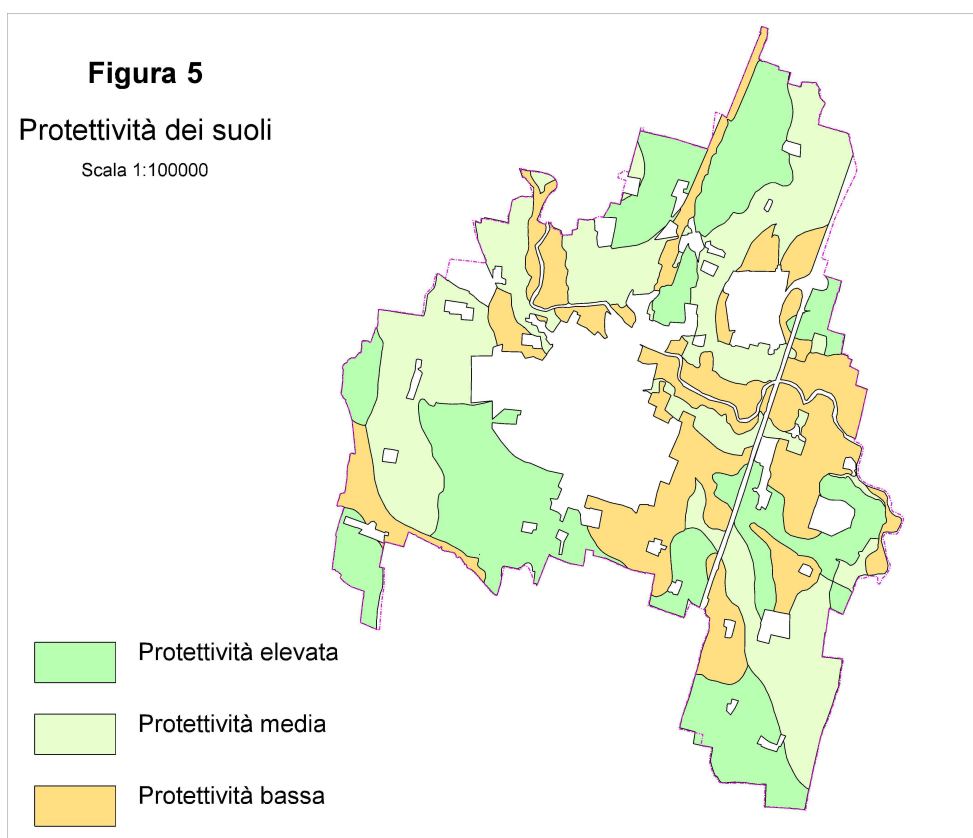 Figura 5
Protettività dei suoli
Scala 1:100000
Protettività elevata
Protettività media
Protettività bassa